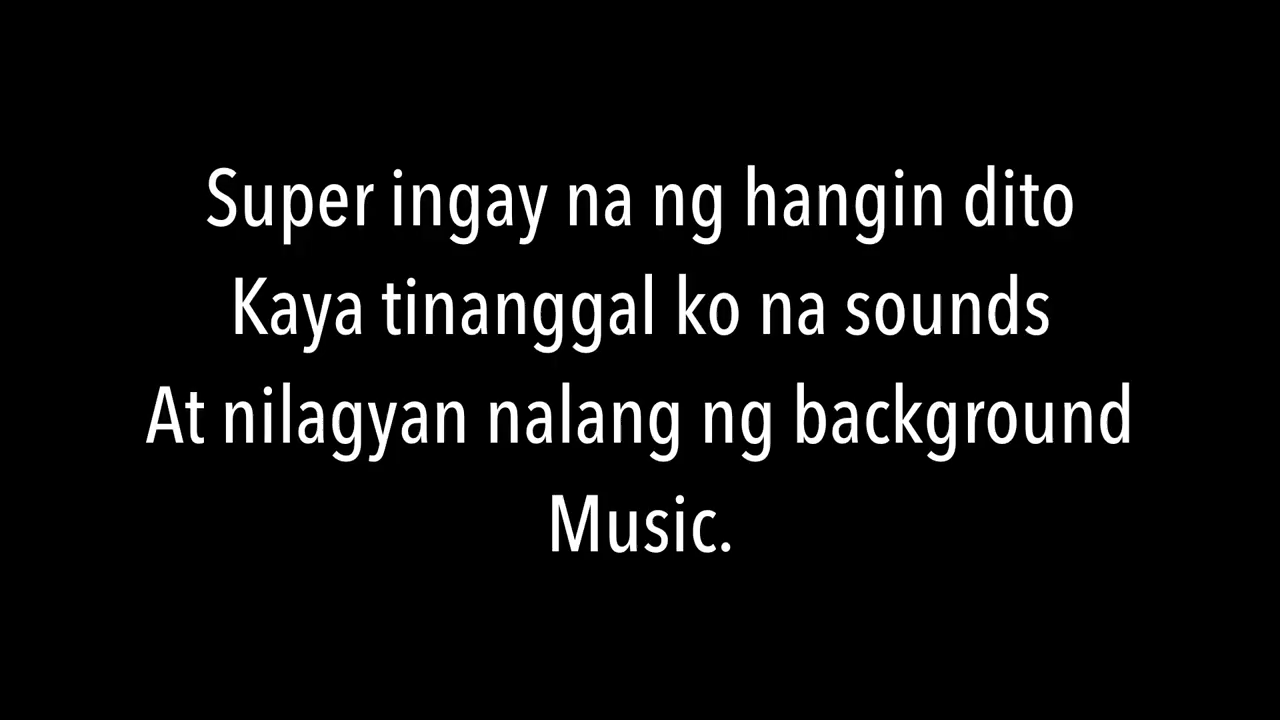 Super ingay na ng hangin dito
Kaya tinanggal ko na sounds
At nilagyan nalang ng background
Music.